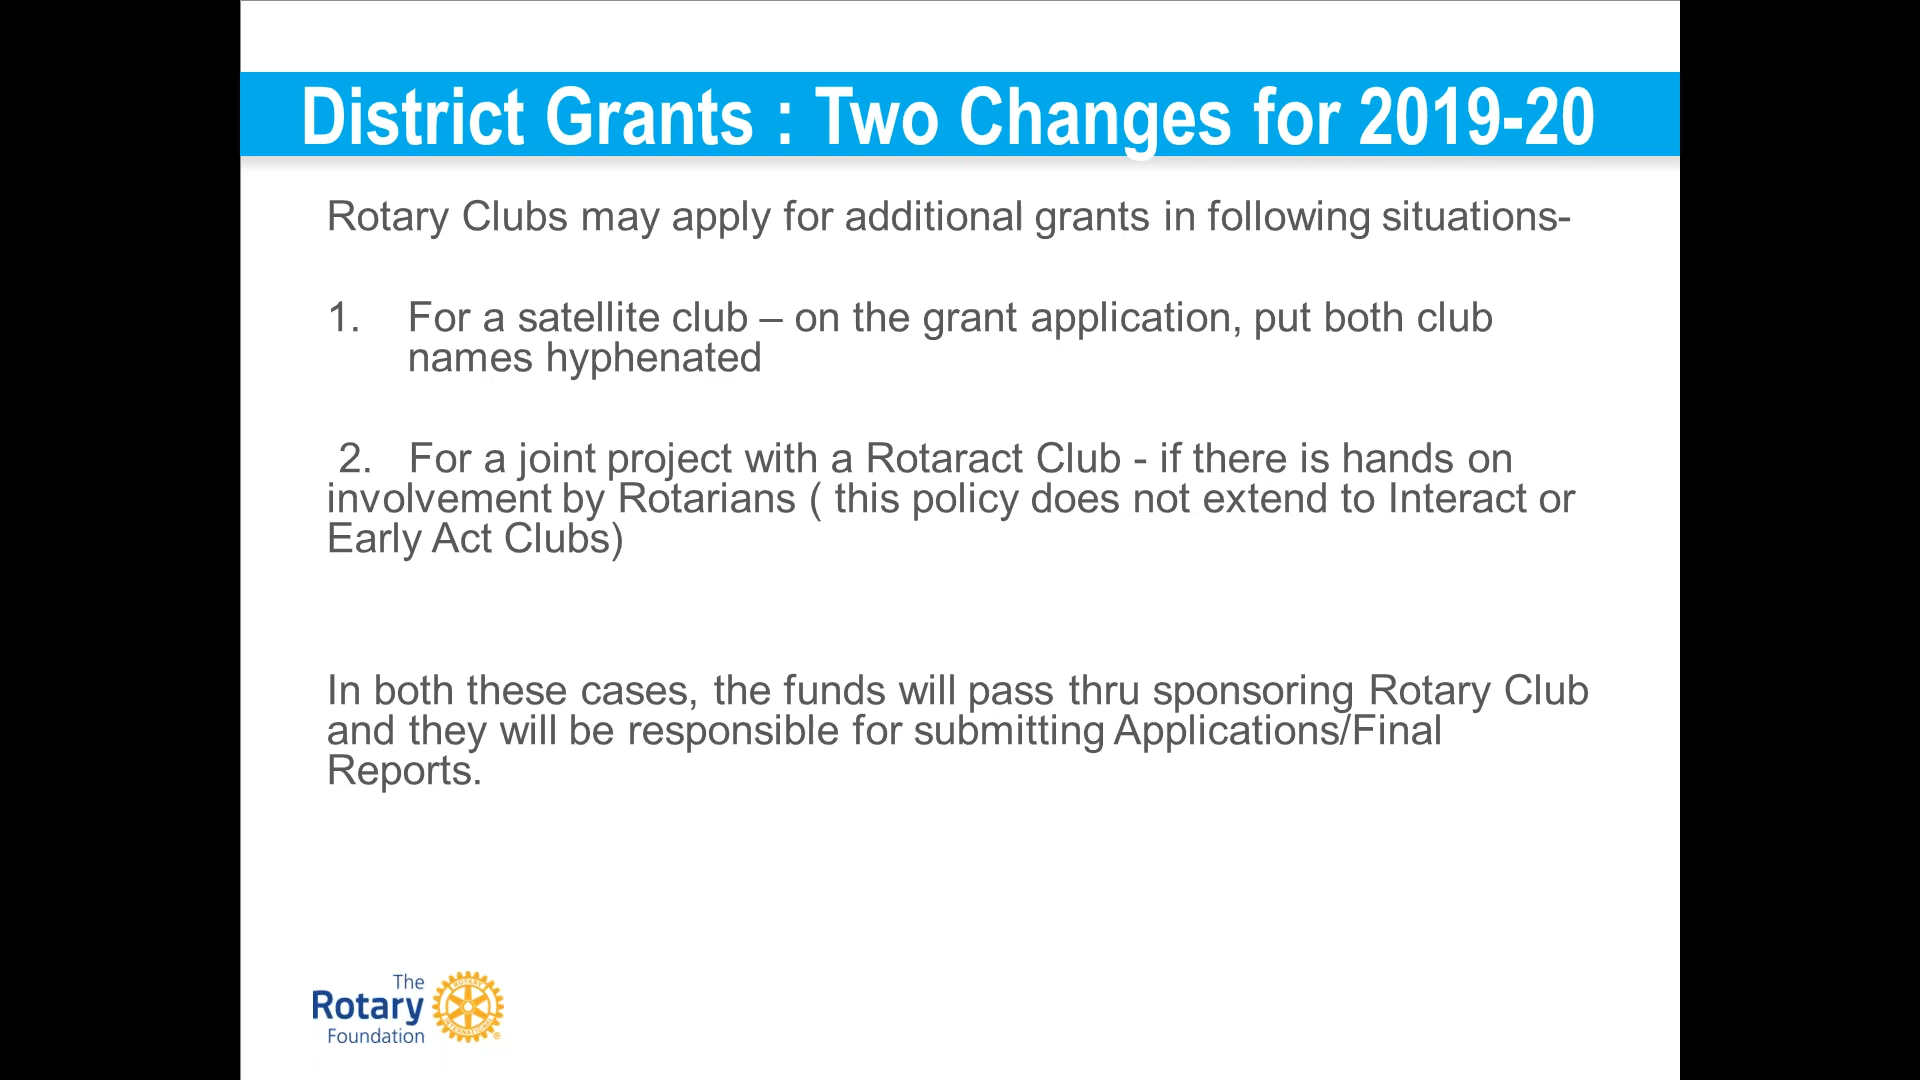 District Grants : Two Changes for 2019-20
Rotary Clubs may apply for additional grants in following situations-
1. For a satellite club – on the grant application, put both club
names hyphenated
2. For a joint project with a Rotaract Club - if there is hands on
involvement by Rotarians ( this policy does not extend to Interact or
Early Act Clubs)
In both these cases, the funds will pass thru sponsoring Rotary Club
and they will be responsible for submitting Applications/Final
Reports.
The
Rotary
Foundation
ROTARY
INTERNATIONAL